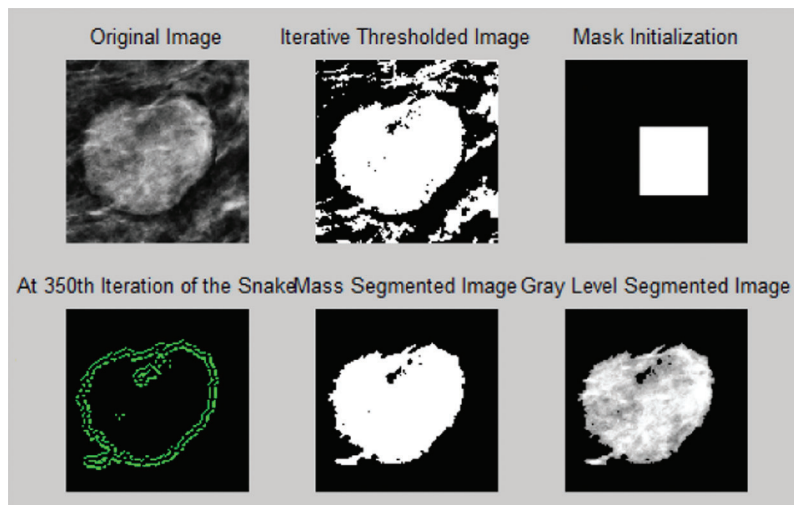 Original Image
Iterative Thresholded Image
Mask Initialization
At 350th Iteration of the Snake
Mass Segmented Image
Gray Level Segmented Image